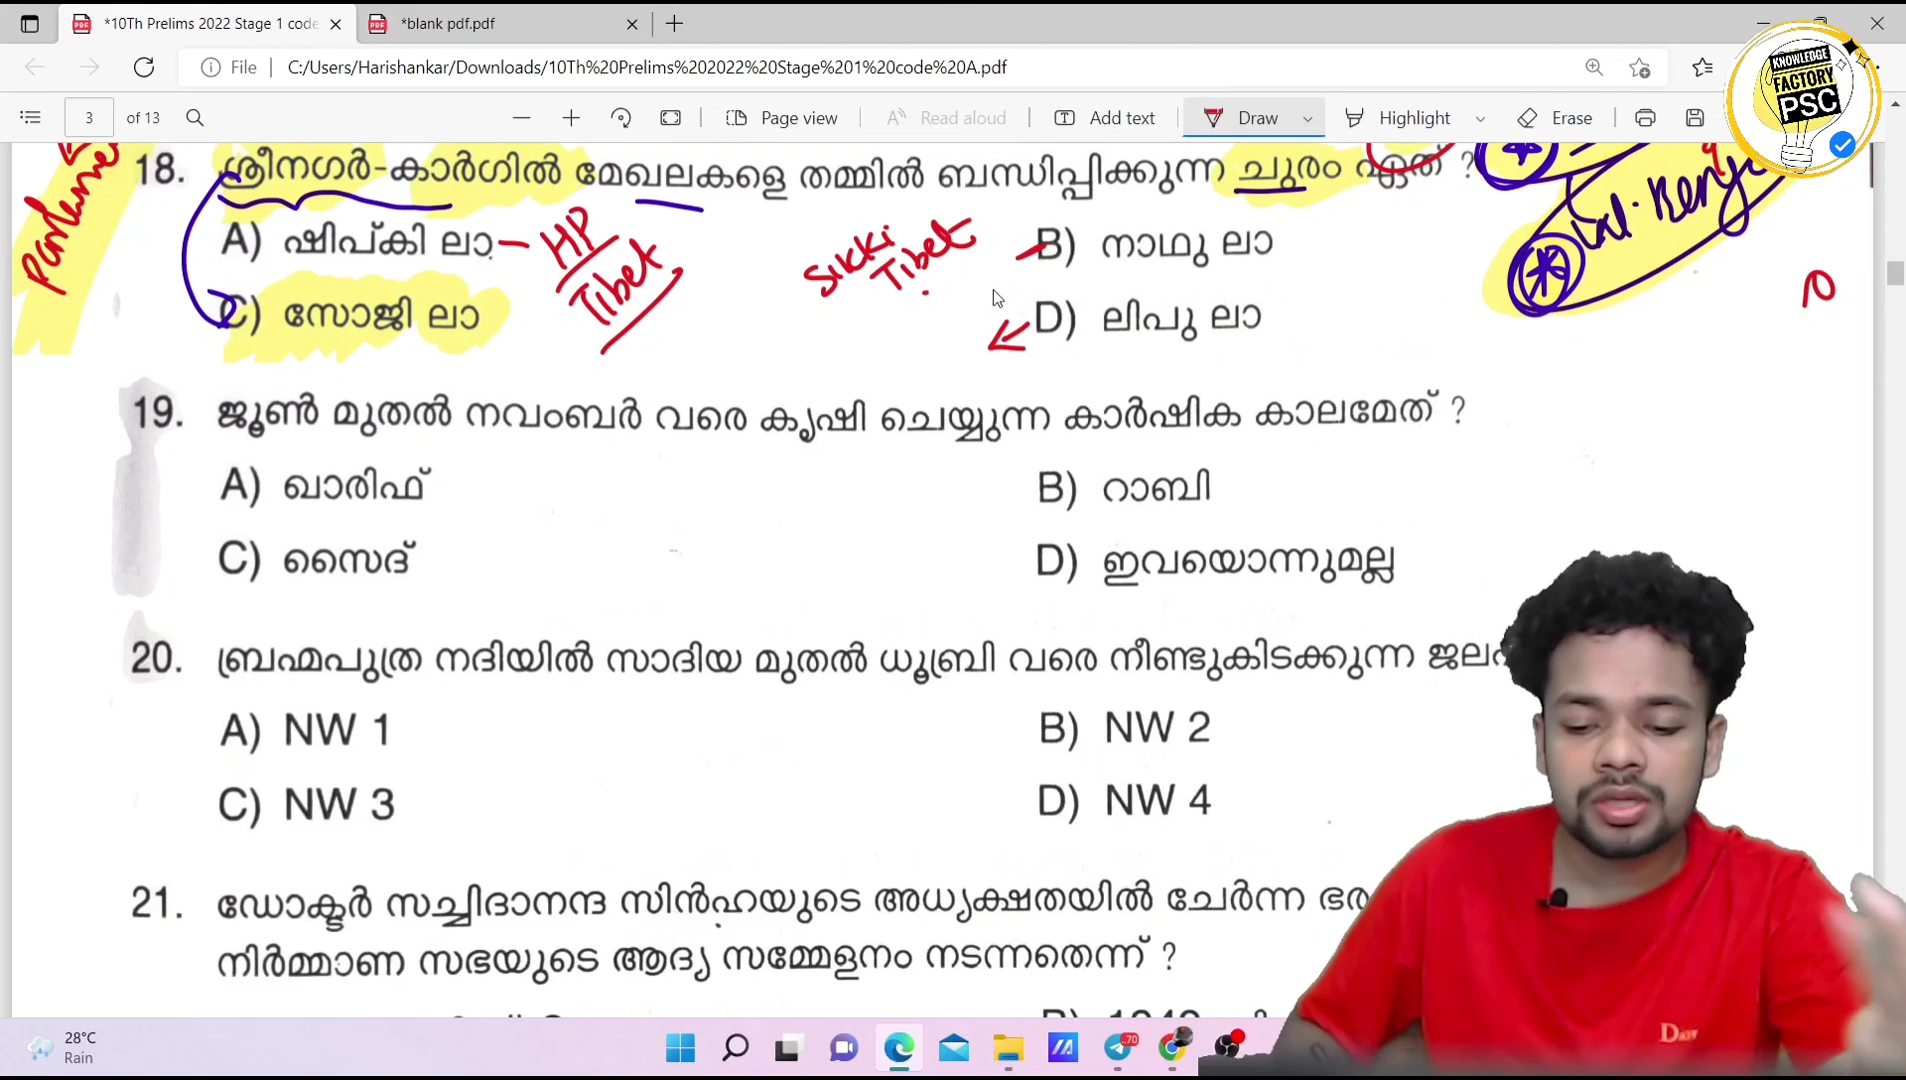 *10Th Prelims 2022 Stage 1 code
*blank pdf.pdf
File
C:/Users/Harishankar/Downloads/10Th%20Prelims%202022%20Stage%201%20code%20A.pdf
3 of 13
Page view
Read aloud
Add text
Draw
Highlight
Erase
KNOWLEDGE
FACTORY
PSC
18. ശ്രീനഗർ-കാർഗിൽ മേഖലകളെ തമ്മിൽ ബന്ധിപ്പിക്കുന്ന ചുരം ഏത് ?
A) ഷിപ്കി ലാ
HP
Tibet
Sikki
Tibet
B) നാഥു ലാ
C) സോജി ലാ
D) ലിപു ലാ
19. ജൂൺ മുതൽ നവംബർ വരെ കൃഷി ചെയ്യുന്ന കാർഷിക കാലമേത് ?
A) ഖാരിഫ്
B) റാബി
C) സൈദ്
D) ഇവയൊന്നുമല്ല
20. ബ്രഹ്മപുത്ര നദിയിൽ സാദിയ മുതൽ ധൂബ്രി വരെ നീണ്ടുകിടക്കുന്ന
A) NW 1
B) NW 2
C) NW 3
D) NW 4
21. ഡോക്ടർ സച്ചിദാനന്ദ സിൻഹയുടെ അധ്യക്ഷതയിൽ ചേർന്ന
നിർമ്മാണ സഭയുടെ ആദ്യ സമ്മേളനം നടന്നതെന്ന് ?
Dior
28°C
Rain
70